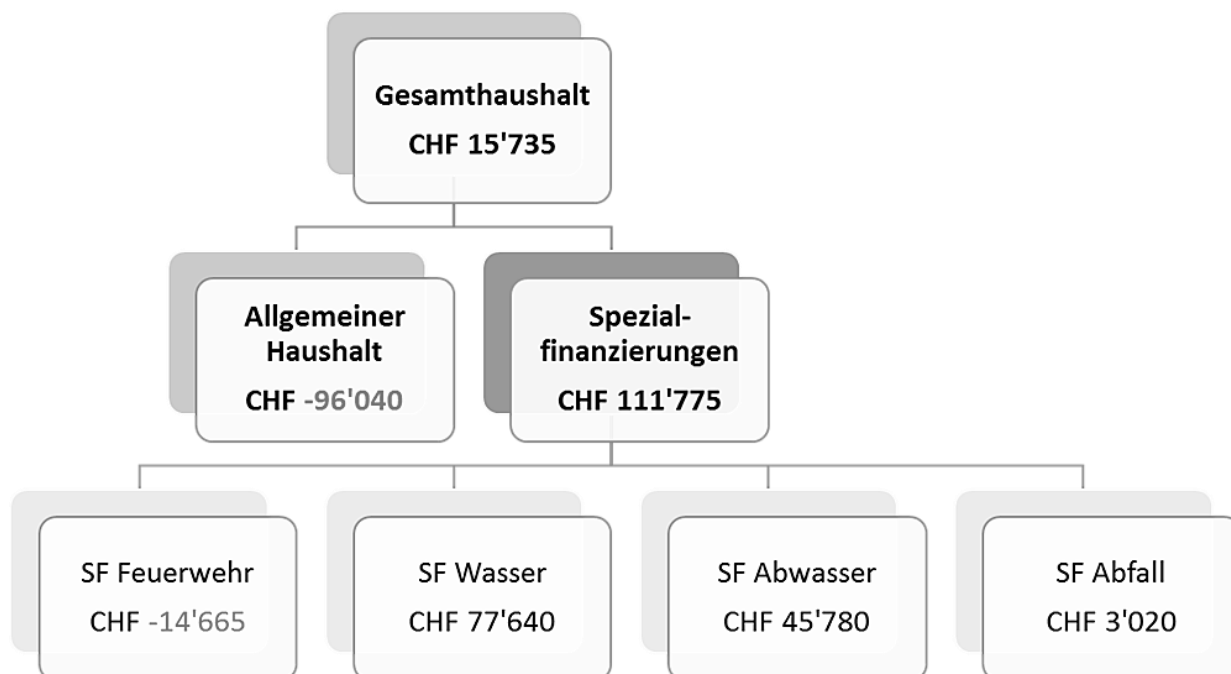 Gesamthaushalt
CHF 15'735
Allgemeiner
Haushalt
CHF -96'040
Spezial-
finanzierungen
CHF 111'775
SF Feuerwehr
CHF -14'665
SF Wasser
CHF 77'640
SF Abwasser
CHF 45'780
SF Abfall
CHF 3'020